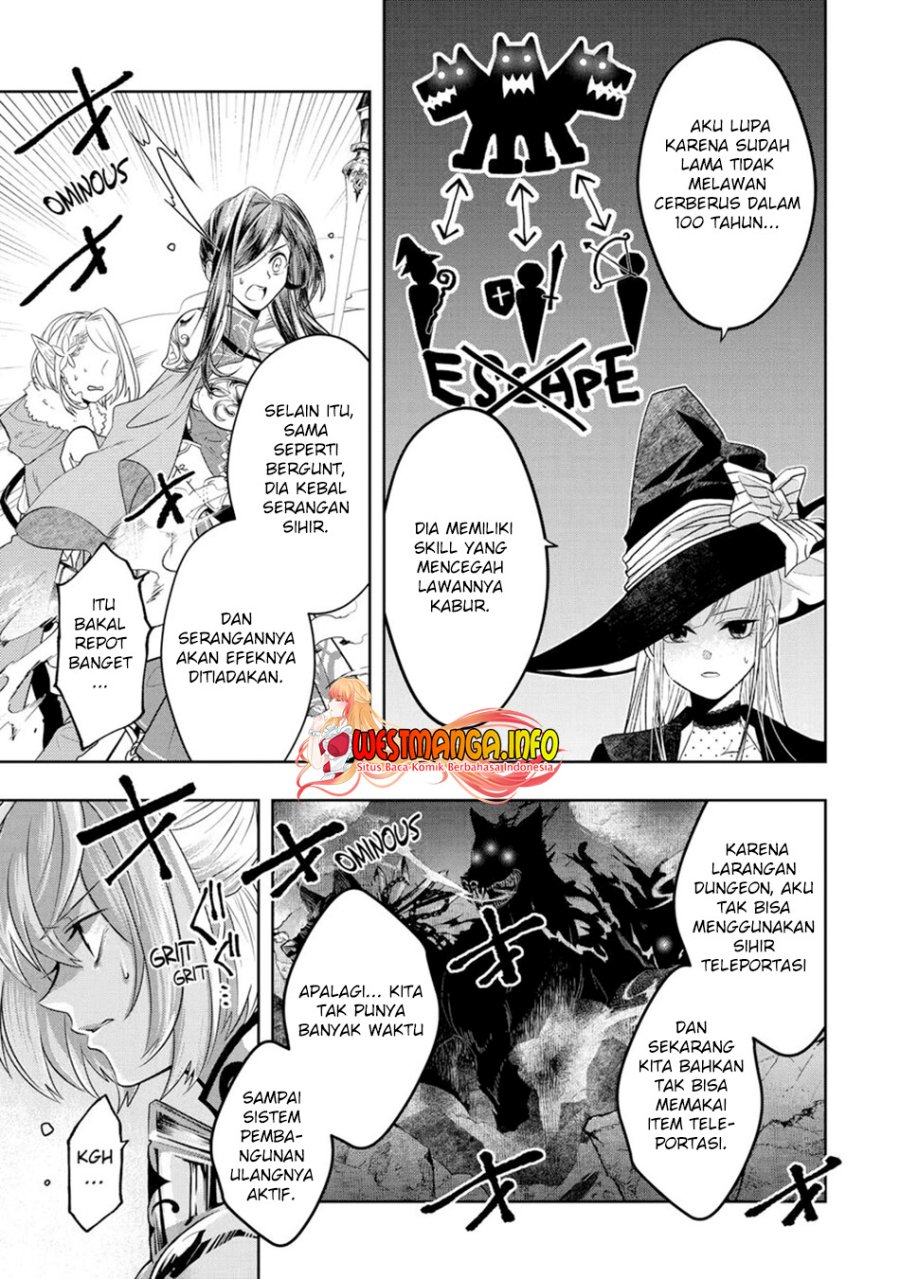 AKU LUPA
KARENA SUDAH
LAMA TIDAK
MELAWAN
CERBERUS DALAM
100 TAHUN...
ESCAPE
DIA MEMILIKI
SKILL YANG
MENCEGAH
LAWANNYA
KABUR.
OMINOUS
SELAIN ITU,
SAMA
SEPERTI
BERGUNT,
DIA KEBAL
SERANGAN
SIHIR.
DAN
SERANGANNYA
AKAN EFEKNYA
DITIADAKAN.
ITU
BAKAL
REPOT
BANGET
...
WESTMANGA.INFO
Situs Baca Komik Berbahasa Indonesia
KARENA
LARANGAN
DUNGEON, AKU
TAK BISA
MENGGUNAKAN
SIHIR
TELEPORTASI
DAN
SEKARANG
KITA BAHKAN
TAK BISA
MEMAKAI
ITEM TELE-
PORTASI.
OMINOUS
APALAGI... KITA
TAK PUNYA
BANYAK WAKTU
SAMPAI
SISTEM
PEMBA-
NGUNAN
ULANGNYA
AKTIF.
GRIT
GRIT
KGH
...